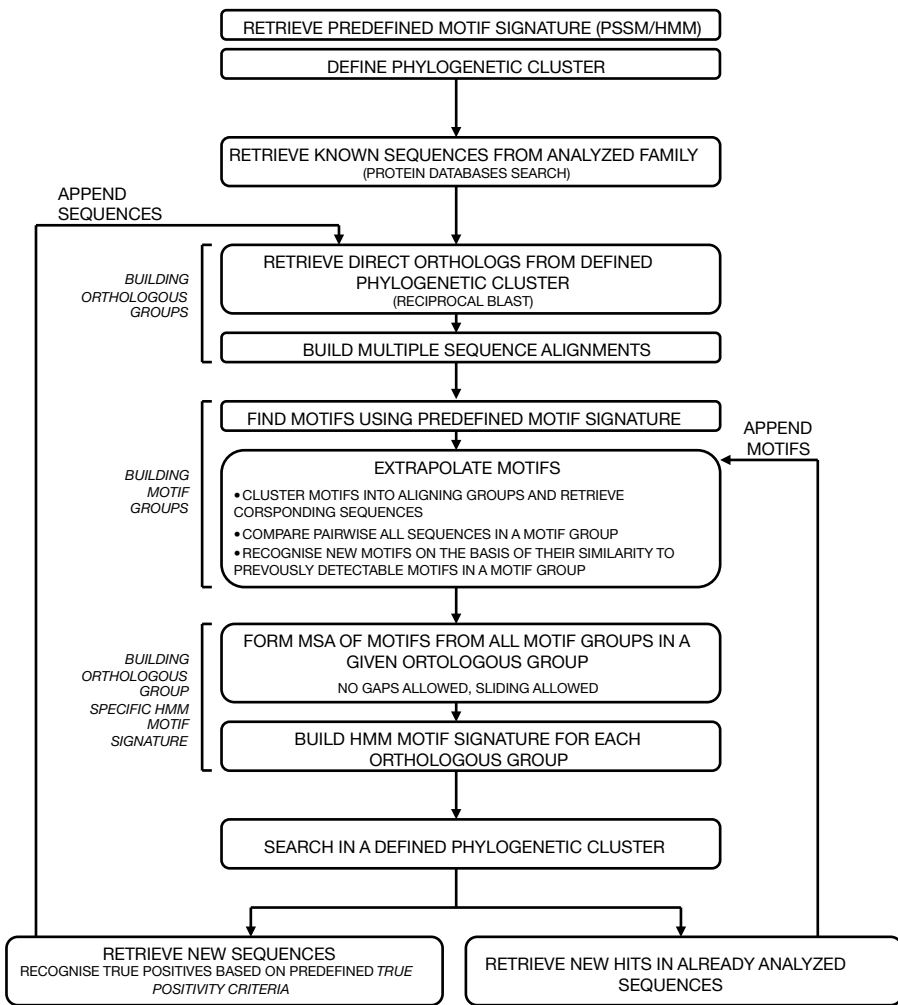 RETRIEVE PREDEFINED MOTIF SIGNATURE (PSSM/HMM)
DEFINE PHYLOGENETIC CLUSTER
RETRIEVE KNOWN SEQUENCES FROM ANALYZED FAMILY
(PROTEIN DATABASES SEARCH)
APPEND
SEQUENCES
RETRIEVE DIRECT ORTHOLOGS FROM DEFINED
PHYLOGENETIC CLUSTER
(RECIPROCAL BLAST)
BUILDING
ORTHOLOGOUS
GROUPS
BUILD MULTIPLE SEQUENCE ALIGNMENTS
FIND MOTIFS USING PREDEFINED MOTIF SIGNATURE
APPEND
MOTIFS
EXTRAPOLATE MOTIFS
• CLUSTER MOTIFS INTO ALIGNING GROUPS AND RETRIEVE
CORSPONDING SEQUENCES
• COMPARE PAIRWISE ALL SEQUENCES IN A MOTIF GROUP
• RECOGNISE NEW MOTIFS ON THE BASIS OF THEIR SIMILARITY TO
PREVOUSLY DETECTABLE MOTIFS IN A MOTIF GROUP
BUILDING
MOTIF
GROUPS
FORM MSA OF MOTIFS FROM ALL MOTIF GROUPS IN A
GIVEN ORTOLOGOUS GROUP
NO GAPS ALLOWED, SLIDING ALLOWED
BUILDING
ORTHOLOGOUS
GROUP
SPECIFIC HMM
MOTIF
SIGNATURE
BUILD HMM MOTIF SIGNATURE FOR EACH
ORTHOLOGOUS GROUP
SEARCH IN A DEFINED PHYLOGENETIC CLUSTER
RETRIEVE NEW SEQUENCES
RECOGNISE TRUE POSITIVES BASED ON PREDEFINED TRUE
POSITIVITY CRITERIA
RETRIEVE NEW HITS IN ALREADY ANALYZED
SEQUENCES